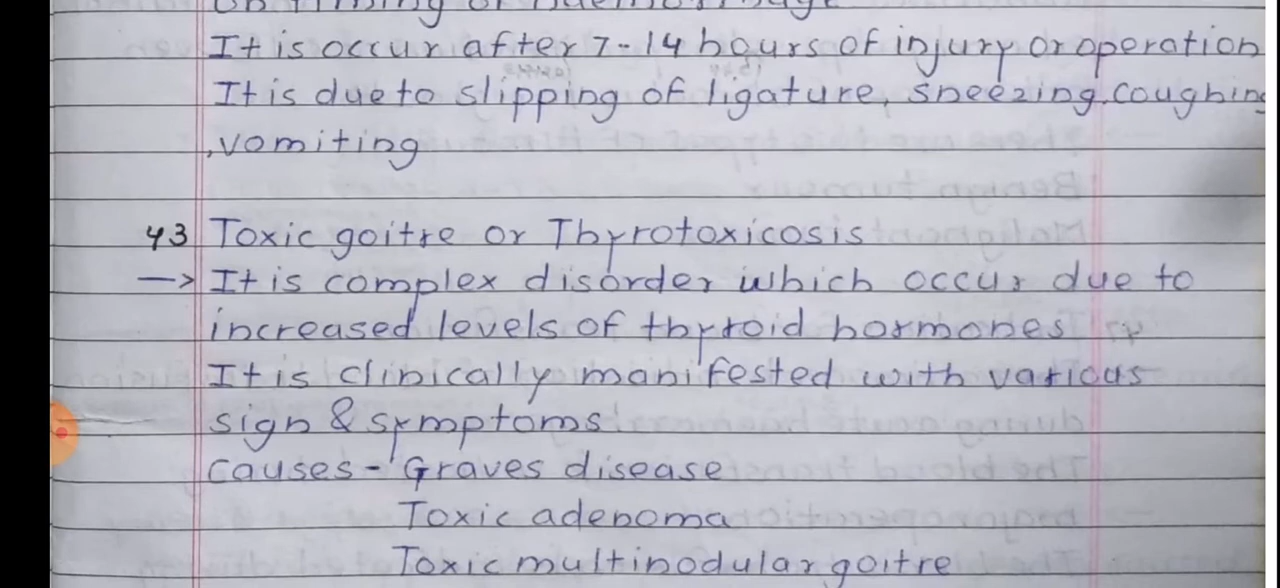 It is occur after 7-14 hours of injury or operation
It is due to slipping of ligature, sneezing. coughing
,vomiting
43 Toxic goitre or Thyrotoxicosis
→ It is complex disorder which occur due to
increased levels of thyroid hormones
It is clinically manifested with various
sign & symptoms
causes - Graves disease
Toxic adenoma
Toxic multinodular goitre